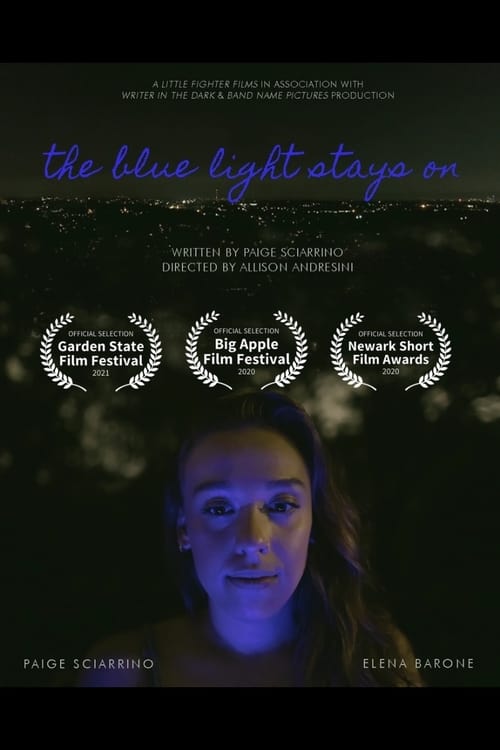 A LITTLE FIGHTER FILMS IN ASSOCIATION WITH
WRITER IN THE DARK & BAND NAME PICTURES PRODUCTION
the blue light stays on
WRITTEN BY PAIGE SCIARRINO
DIRECTED BY ALLISON ANDRESINI
OFFICIAL SELECTION
Garden State
Film Festival
2021
OFFICIAL SELECTION
Big Apple
Film Festival
2020
OFFICIAL SELECTION
Newark Short
Film Awards
2020
PAIGE SCIARRINO
ELENA BARONE